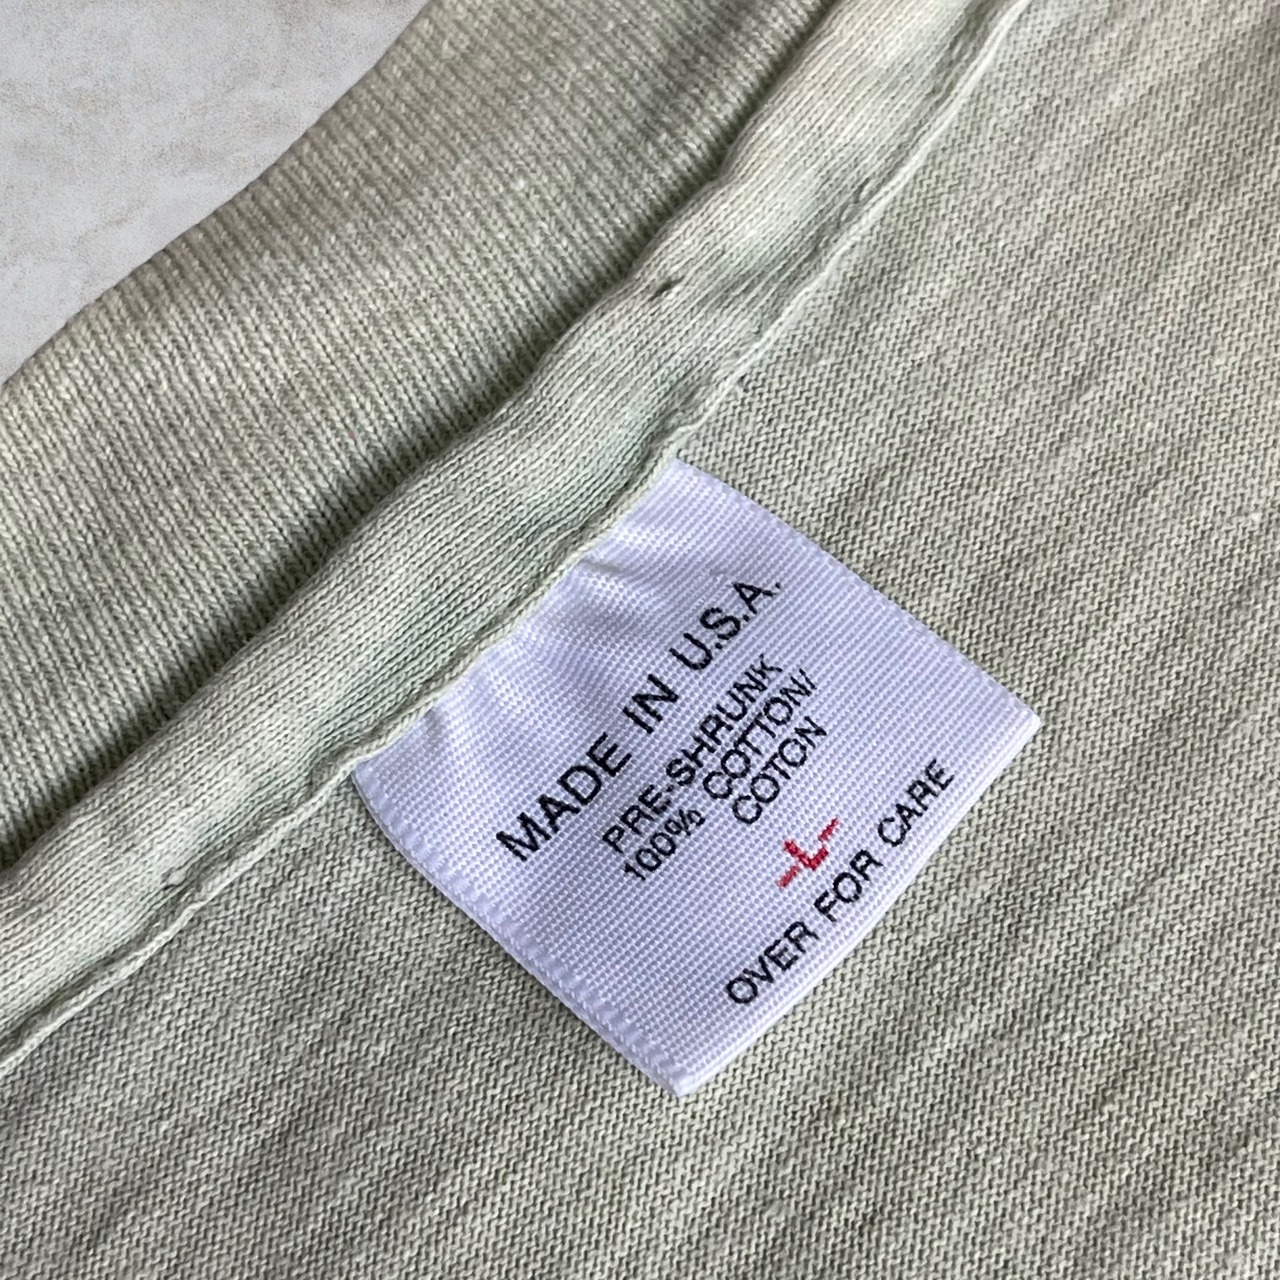 MADE IN U.S.A.
PRE-SHRUNK
100% COTTON/
COTON
-L-
OVER FOR CARE